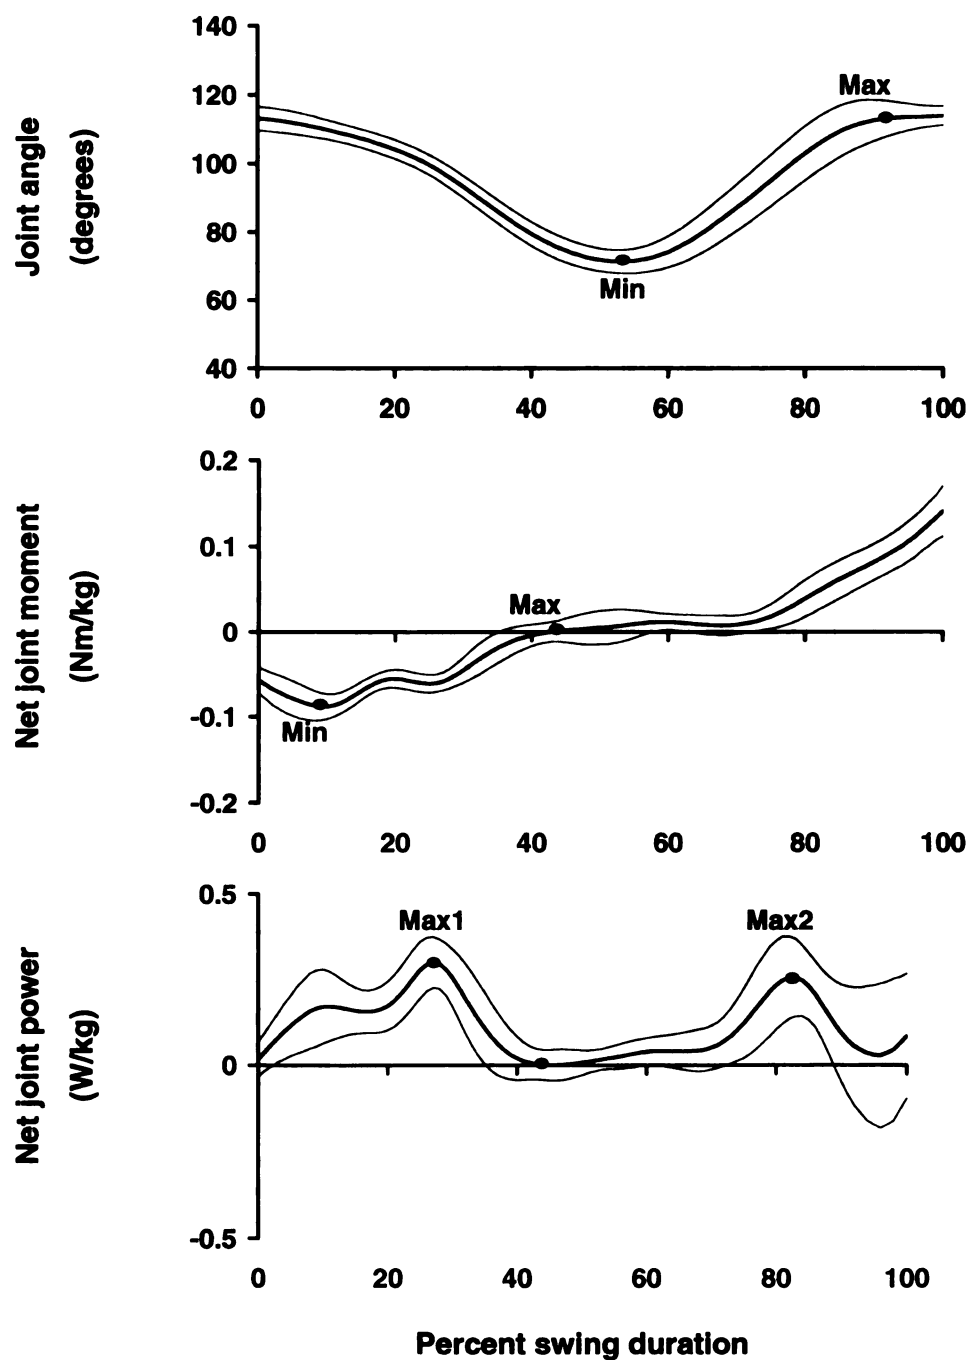 Joint angle
(degrees)
140
120
100
80
60
40
Max
Min
0 20 40 60 80 100
Net joint moment
(Nm/kg)
0.2
0.1
0
-0.1
-0.2
Max
Min
0 20 40 60 80 100
Net joint power
(W/kg)
0.5
0
-0.5
Max1 Max2
0 20 40 60 80 100
Percent swing duration